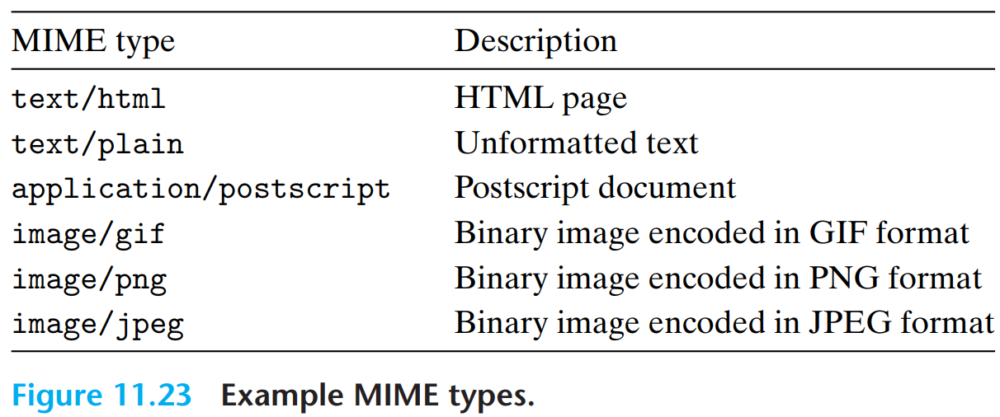 MIME type Description
text/html HTML page
text/plain Unformatted text
application/postscript Postscript document
image/gif Binary image encoded in GIF format
image/png Binary image encoded in PNG format
image/jpeg Binary image encoded in JPEG format
Figure 11.23 Example MIME types.